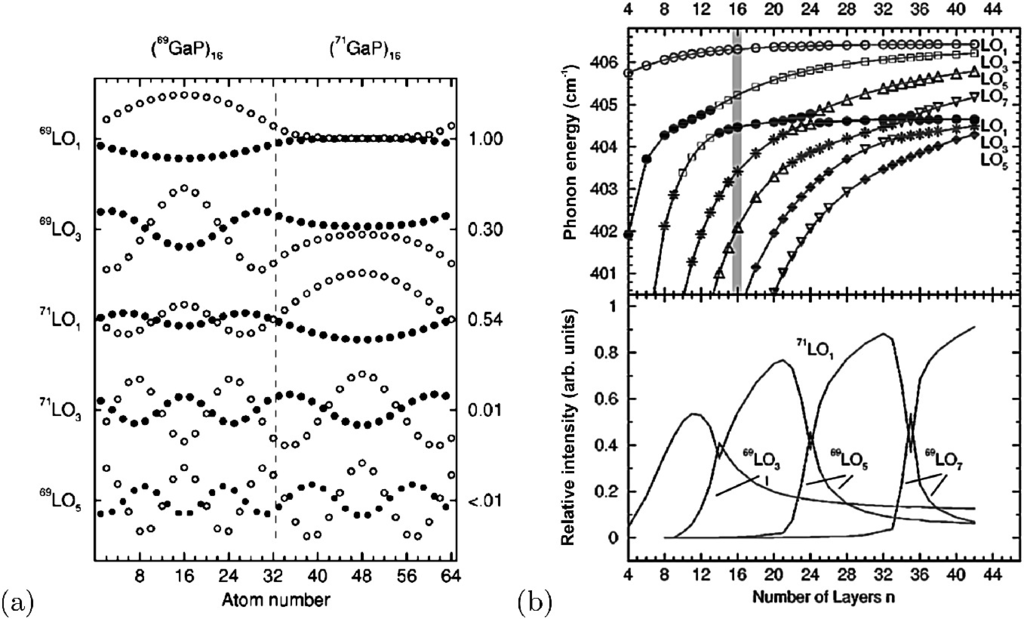 (⁶⁹GaP)₁₆ (⁷¹GaP)₁₆
⁶⁹LO₁ 1.00
⁶⁹LO₃ 0.30
⁷¹LO₁ 0.54
⁷¹LO₃ 0.01
⁶⁹LO₅ <.01
8 16 24 32 40 48 56 64
Atom number
(a)
4 8 12 16 20 24 28 32 36 40 44
Phonon energy (cm⁻¹)
406
405
404
403
402
401
LO₁
LO₃
LO₅
LO₇
LO₁
LO₃
LO₅
Relative intensity (arb. units)
1
0.8
0.6
0.4
0.2
0
⁷¹LO₁
⁶⁹LO₃ ⁶⁹LO₅ ⁶⁹LO₇
4 8 12 16 20 24 28 32 36 40 44
Number of Layers n
(b)